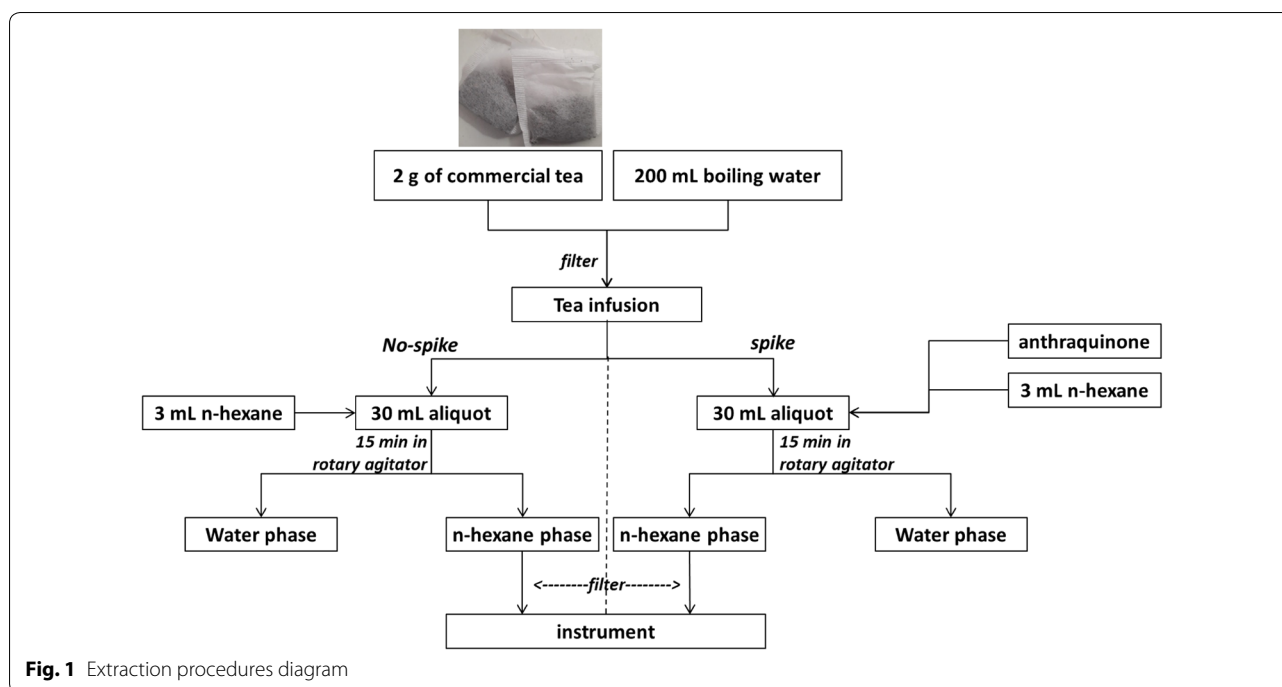 2 g of commercial tea
200 mL boiling water
filter
Tea infusion
No-spike
spike
anthraquinone
3 mL n-hexane
3 mL n-hexane
30 mL aliquot
30 mL aliquot
15 min in
rotary agitator
15 min in
rotary agitator
Water phase
n-hexane phase
n-hexane phase
Water phase
<--------filter-------->
instrument
Fig. 1 Extraction procedures diagram